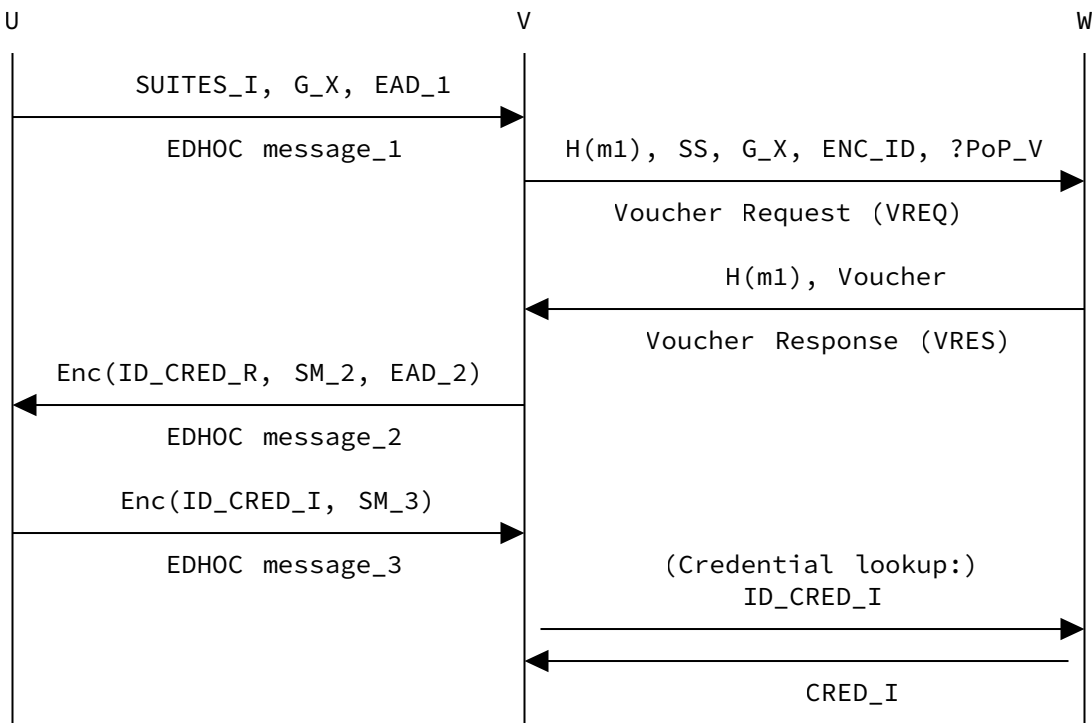 U V W
SUITES_I, G_X, EAD_1
EDHOC message_1
H(m1), SS, G_X, ENC_ID, ?PoP_V
Voucher Request (VREQ)
H(m1), Voucher
Voucher Response (VRES)
Enc(ID_CRED_R, SM_2, EAD_2)
EDHOC message_2
Enc(ID_CRED_I, SM_3)
EDHOC message_3
(Credential lookup:)
ID_CRED_I
CRED_I